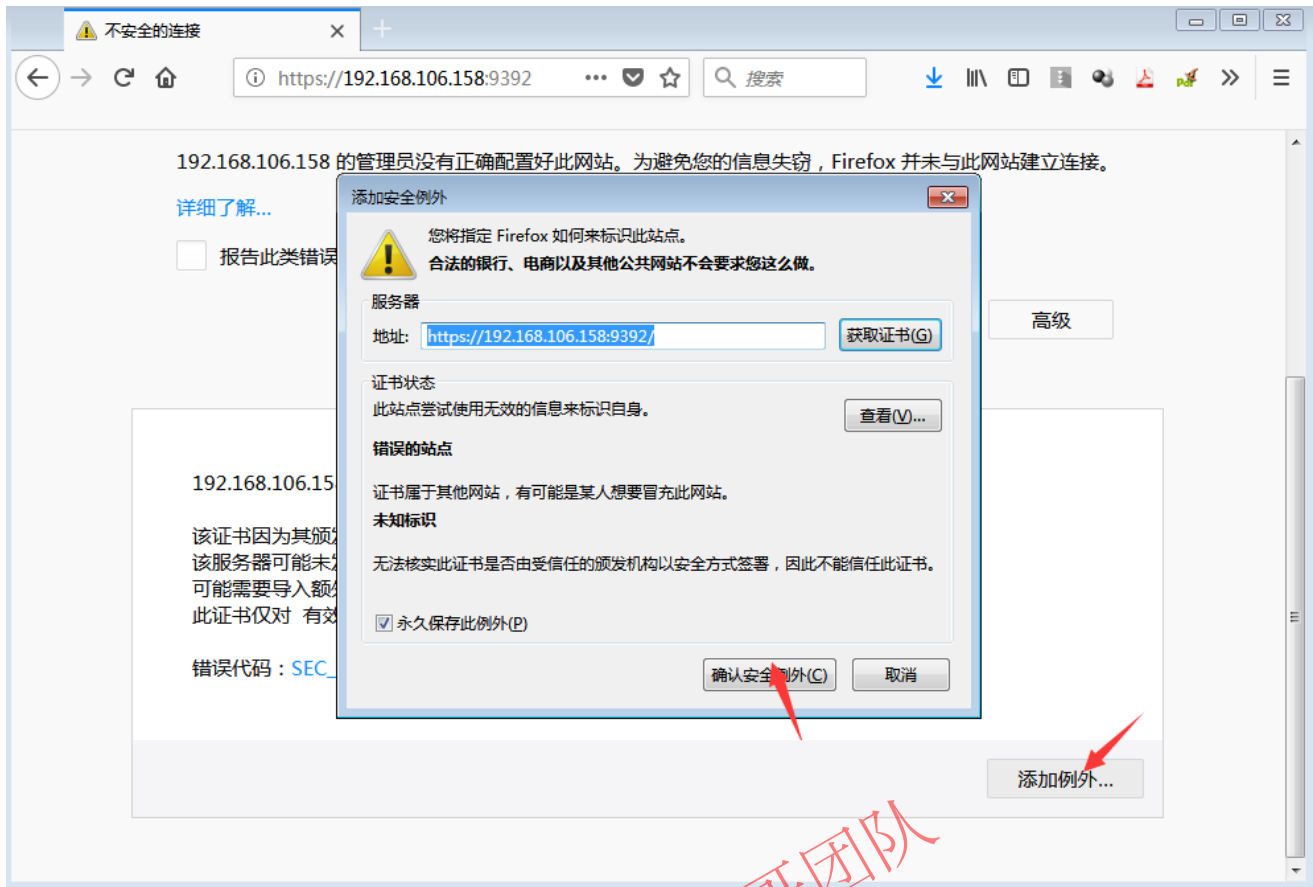 不安全的连接
https://192.168.106.158:9392
搜索
192.168.106.158 的管理员没有正确配置好此网站。为避免您的信息失窃，Firefox 并未与此网站建立连接。
详细了解...
报告此类错误
高级
添加安全例外
您将指定 Firefox 如何来标识此站点。
合法的银行、电商以及其他公共网站不会要求您这么做。
服务器
地址:
https://192.168.106.158:9392/
获取证书(G)
证书状态
此站点尝试使用无效的信息来标识自身。
查看(V)...
错误的站点
证书属于其他网站，有可能是某人想要冒充此网站。
未知标识
无法核实此证书是否由受信任的颁发机构以安全方式签署，因此不能信任此证书。
永久保存此例外(P)
确认安全例外(C)
取消
192.168.106.15
该证书因为其颁
该服务器可能未
可能需要导入额
此证书仅对 有效
错误代码：SEC_
添加例外...
团队